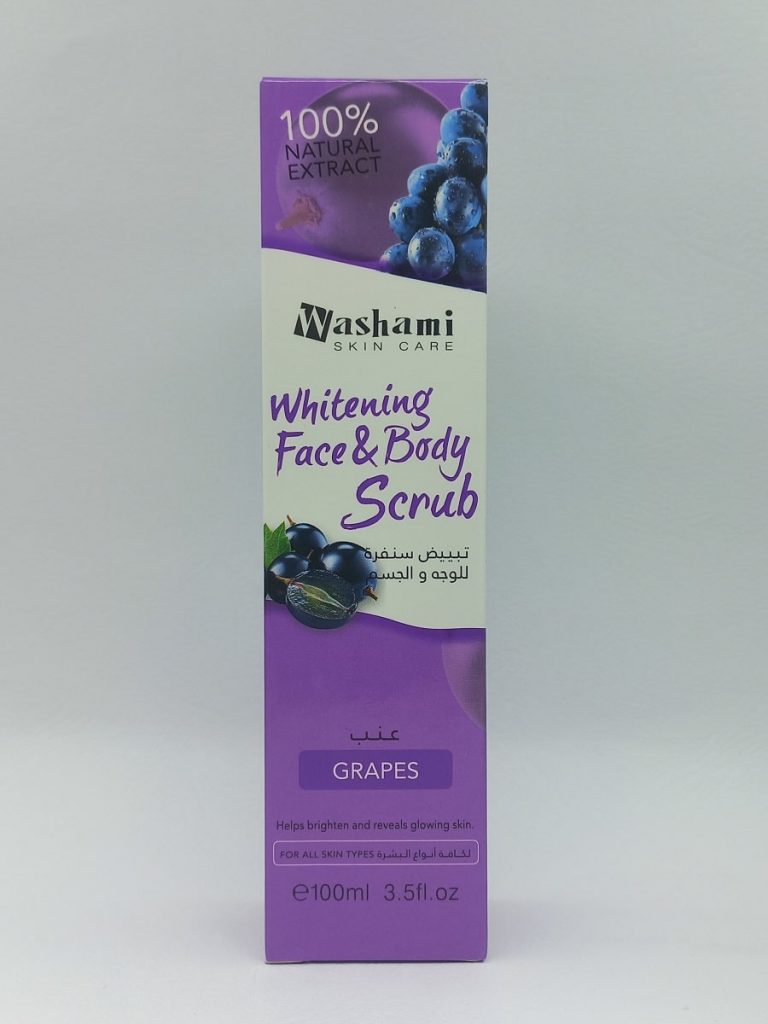 100%
NATURAL
EXTRACT
Washami
SKIN CARE
Whitening
Face & Body
Scrub
تبييض سنفرة
للوجه و الجسم
عنب
GRAPES
Helps brighten and reveals glowing skin.
FOR ALL SKIN TYPES لكافة أنواع البشرة
℮100ml 3.5fl.oz